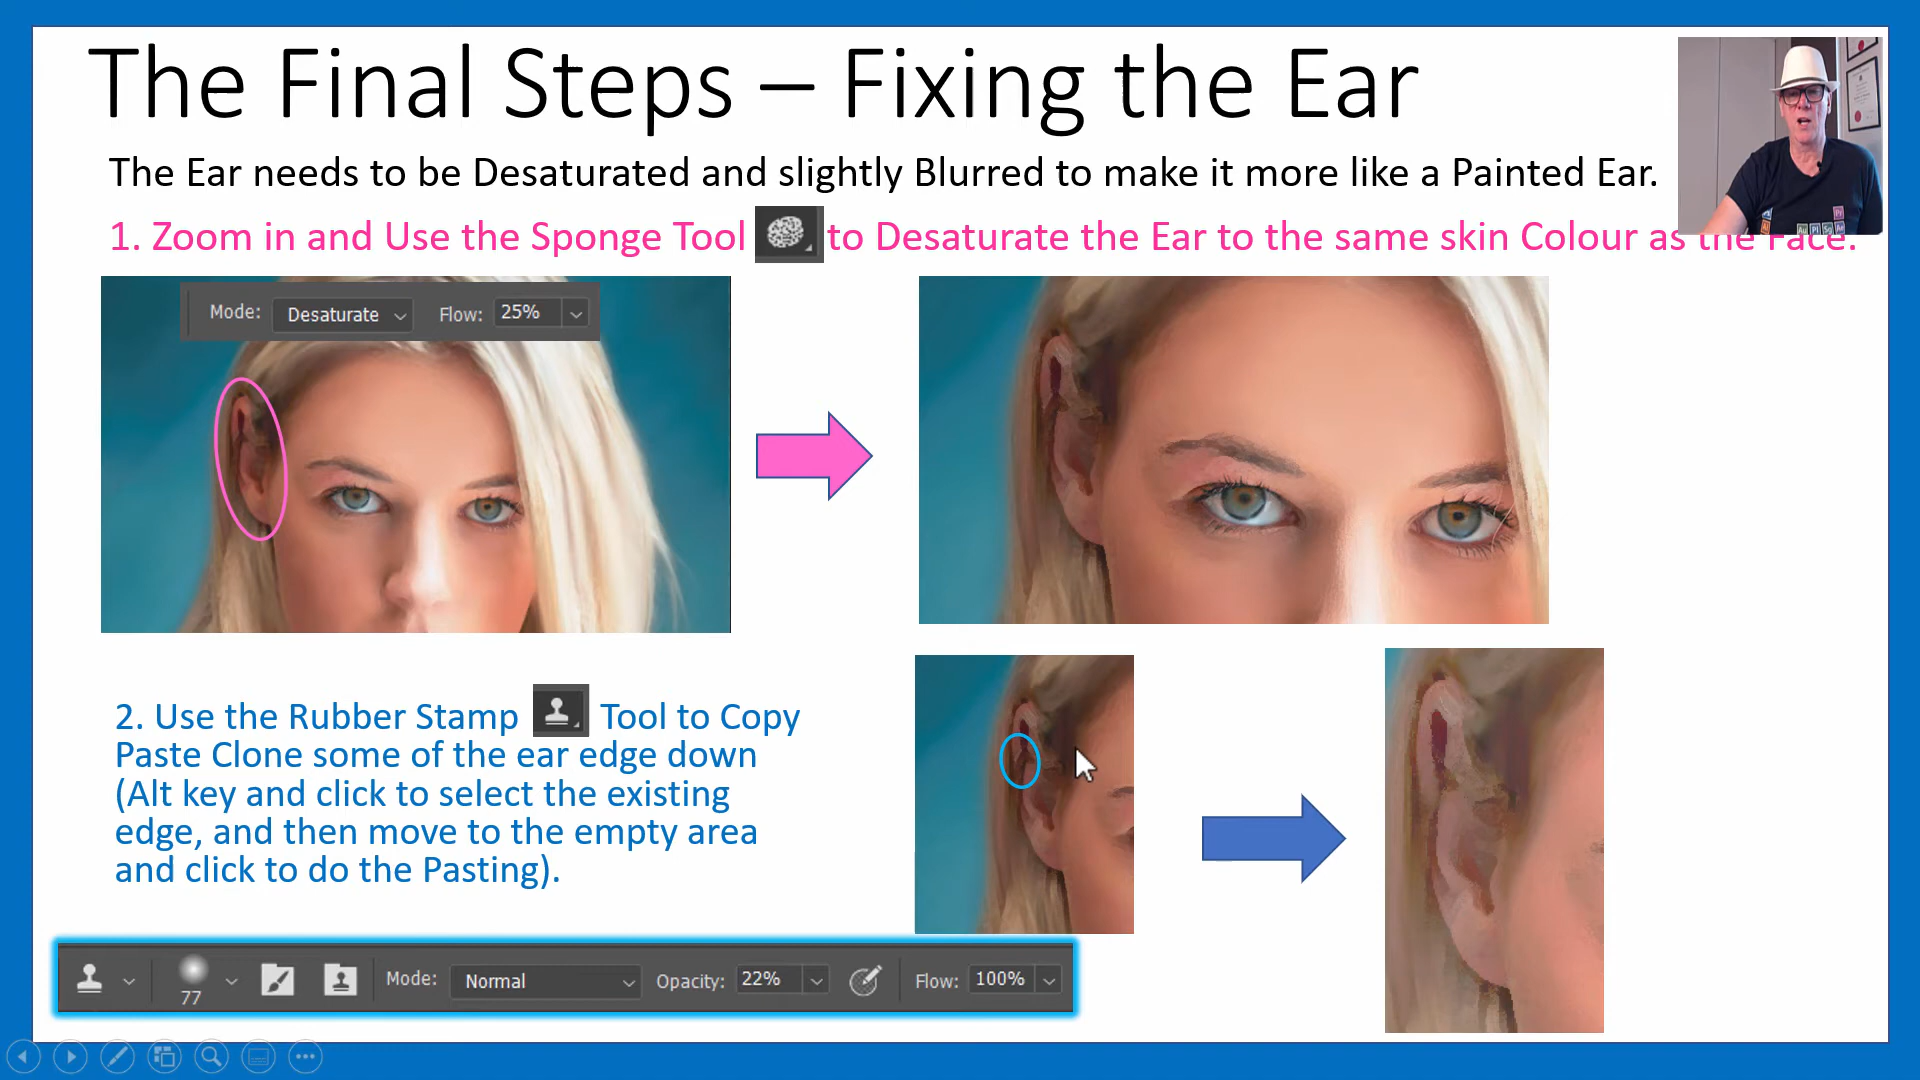 The Final Steps – Fixing the Ear
The Ear needs to be Desaturated and slightly Blurred to make it more like a Painted Ear.
1. Zoom in and Use the Sponge Tool to Desaturate the Ear to the same skin Colour as the Face.
Mode: Desaturate Flow: 25%
2. Use the Rubber Stamp Tool to Copy
Paste Clone some of the ear edge down
(Alt key and click to select the existing
edge, and then move to the empty area
and click to do the Pasting).
77 Mode: Normal Opacity: 22% Flow: 100%